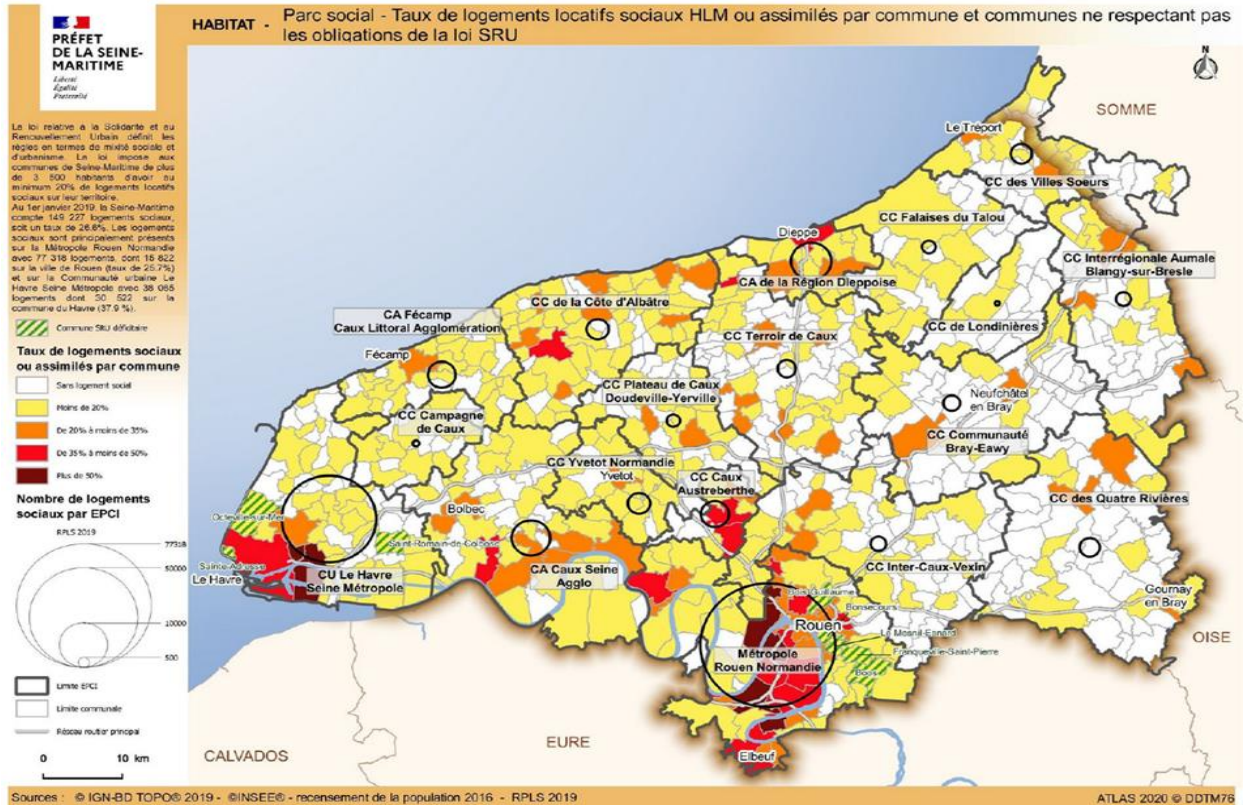 HABITAT - Parc social - Taux de logements locatifs sociaux HLM ou assimilés par commune et communes ne respectant pas
les obligations de la loi SRU
PRÉFET
DE LA SEINE-
MARITIME
Liberté
Égalité
Fraternité
La loi relative a la Solidarité et au
Renouvellement Urbain définit les
règles en termes de mixité sociale et
d'urbanisme. La loi impose aux
communes de Seine-Maritime de plus
de 3 500 habitants d'avoir au
minimum 20% de logements locatifs
sociaux sur leur territoire.
Au 1er janvier 2019, la Seine-Maritime
compte 149 227 logements sociaux,
soit un taux de 26.6%. Les logements
sociaux sont principalement présents
sur la Métropole Rouen Normandie
avec 77 318 logements, dont 15 822
sur la ville de Rouen (taux de 25.7%)
et sur la Communauté urbaine Le
Havre Seine Métropole avec 38 065
logements dont 30 522 sur la
commune du Havre (37.9 %).
Commune SRU déficitaire
Taux de logements sociaux
ou assimilés par commune
Sans logement social
Moins de 20%
De 20% à moins de 35%
De 35% à moins de 50%
Plus de 50%
Nombre de logements
sociaux par EPCI
RPLS 2019
77318
50000
10000
500
Limite EPCI
Limite communale
Réseau routier principal
0 10 km
N
SOMME
Le Tréport
CC des Villes Soeurs
CC Falaises du Talou
Dieppe
CC Interrégionale Aumale
Blangy-sur-Bresle
CA de la Région Dieppoise
CC de la Côte d'Albâtre
CA Fécamp
Caux Littoral Agglomération
CC de Londinières
CC Terroir de Caux
Fécamp
CC Plateau de Caux
Doudeville-Yerville
Neufchâtel
en Bray
CC Campagne
de Caux
CC Communauté
Bray-Eawy
CC Yvetot Normandie
Yvetot
CC Caux
Austreberthe
CC des Quatre Rivières
Bolbec
Octeville-sur-Mer
Saint-Romain-de-Colbosc
Sainte-Adresse
Le Havre
CU Le Havre
Seine Métropole
CA Caux Seine
Agglo
CC Inter-Caux-Vexin
Bois-Guillaume
Bonsecours
Gournay
en Bray
Rouen
Le Mesnil-Esnard
Franqueville-Saint-Pierre
Boos
Métropole
Rouen Normandie
OISE
Elbeuf
EURE
CALVADOS
Sources : © IGN-BD TOPO® 2019 - ©INSEE® - recensement de la population 2016 - RPLS 2019
ATLAS 2020 © DDTM76